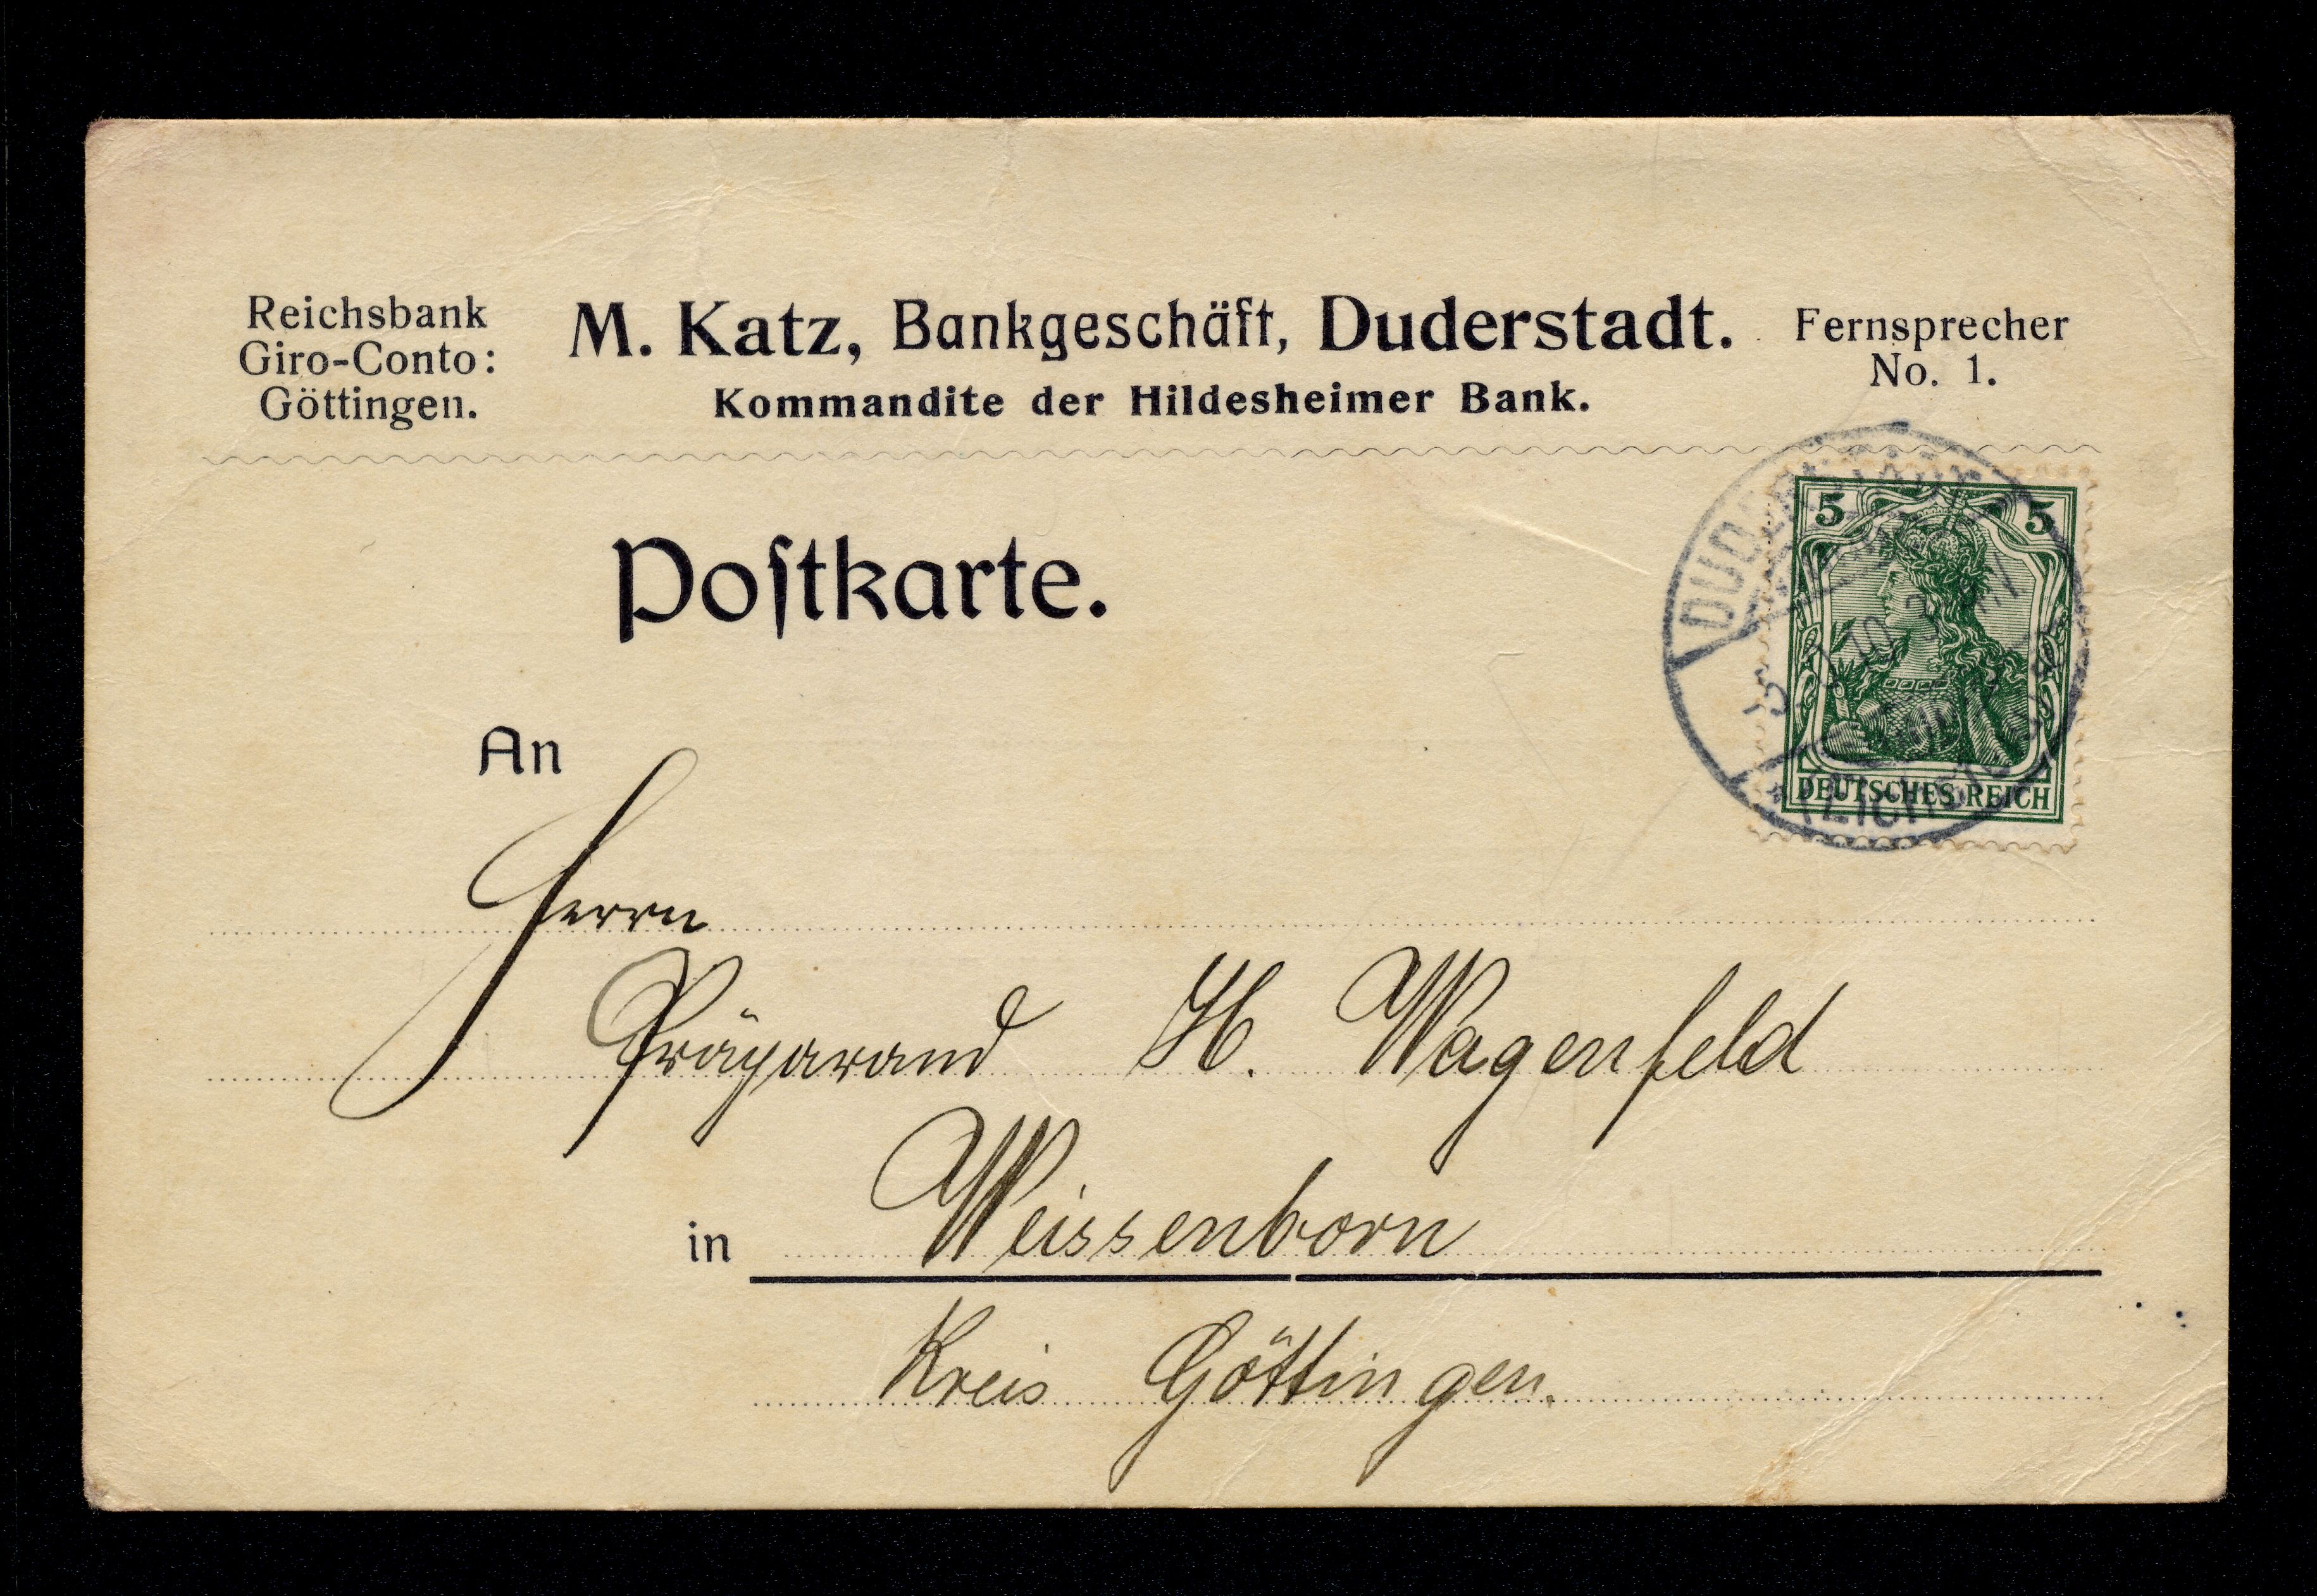 Reichsbank
Giro-Conto:
Göttingen.
M. Katz, Bankgeschäft, Duderstadt.
Kommandite der Hildesheimer Bank.
Fernsprecher
No. 1.
Poſtkarte.
5 5
DEUTSCHES REICH
An
Herrn
Präparand H. Wagenfeld
in Weissenborn
Kreis Göttingen.